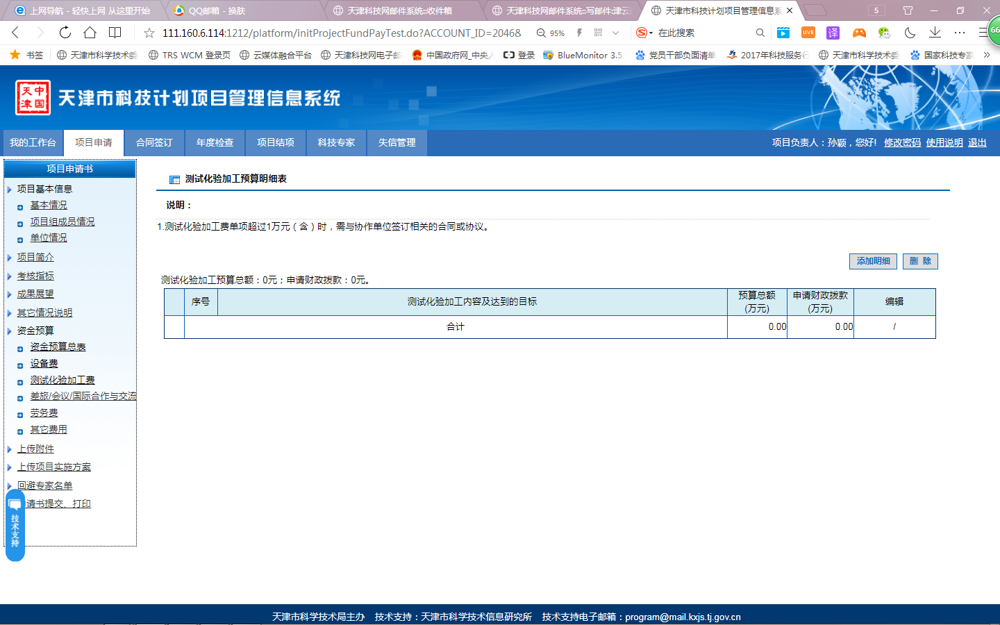 上网导航 - 轻快上网 从这里开始
QQ邮箱 - 换肤
天津科技网邮件系统::收件箱
天津科技网邮件系统::写邮件:津云
天津市科技计划项目管理信息系
5
111.160.6.114:1212/platform/initProjectFundPayTest.do?ACCOUNT_ID=20468
95%
在此搜索
LIVE
译
66
书签
天津市科学技术委
TRS WCM 登录页
云媒体融合平台
天津科技网电子邮
中国政府网_中央人
登录
BlueMonitor 3.5
党员干部负面清单
2017年科技服务行
天津市科学技术委
国家科技专家
中国天津
天津市科技计划项目管理信息系统
我的工作台
项目申请
合同签订
年度检查
项目结项
科技专家
失信管理
项目负责人：孙颖，您好! 修改密码 使用说明 退出
项目申请书
项目基本信息
基本情况
项目组成员情况
单位情况
项目简介
考核指标
成果展望
其它情况说明
资金预算
资金预算总表
设备费
测试化验加工费
差旅/会议/国际合作与交流
劳务费
其它费用
上传附件
上传项目实施方案
回避专家名单
请书提交、打印
技术支持
测试化验加工预算明细表
说明：
1.测试化验加工费单项超过1万元（含）时，需与协作单位签订相关的合同或协议。
添加明细
删 除
测试化验加工预算总额：0元；申请财政拨款：0元。
序号
测试化验加工内容及达到的目标
预算总额
(万元)
申请财政拨款
(万元)
编辑
合计
0.00
0.00
/
天津市科学技术局主办 技术支持：天津市科学技术信息研究所 技术支持电子邮箱：program@mail.kxjs.tj.gov.cn